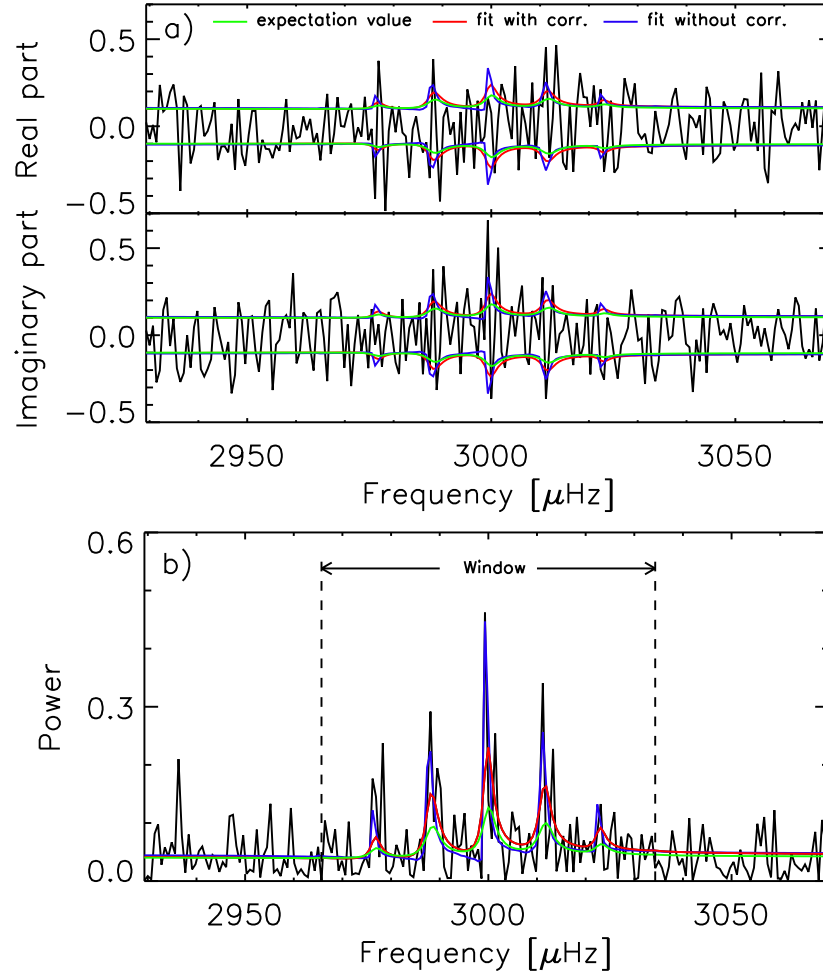 a)
expectation value
fit with corr.
fit without corr.
Real part
0.5
0.0
−0.5
Imaginary part
0.5
0.0
−0.5
2950 3000 3050
Frequency [μHz]
b)
Window
Power
0.6
0.3
0.0
2950 3000 3050
Frequency [μHz]